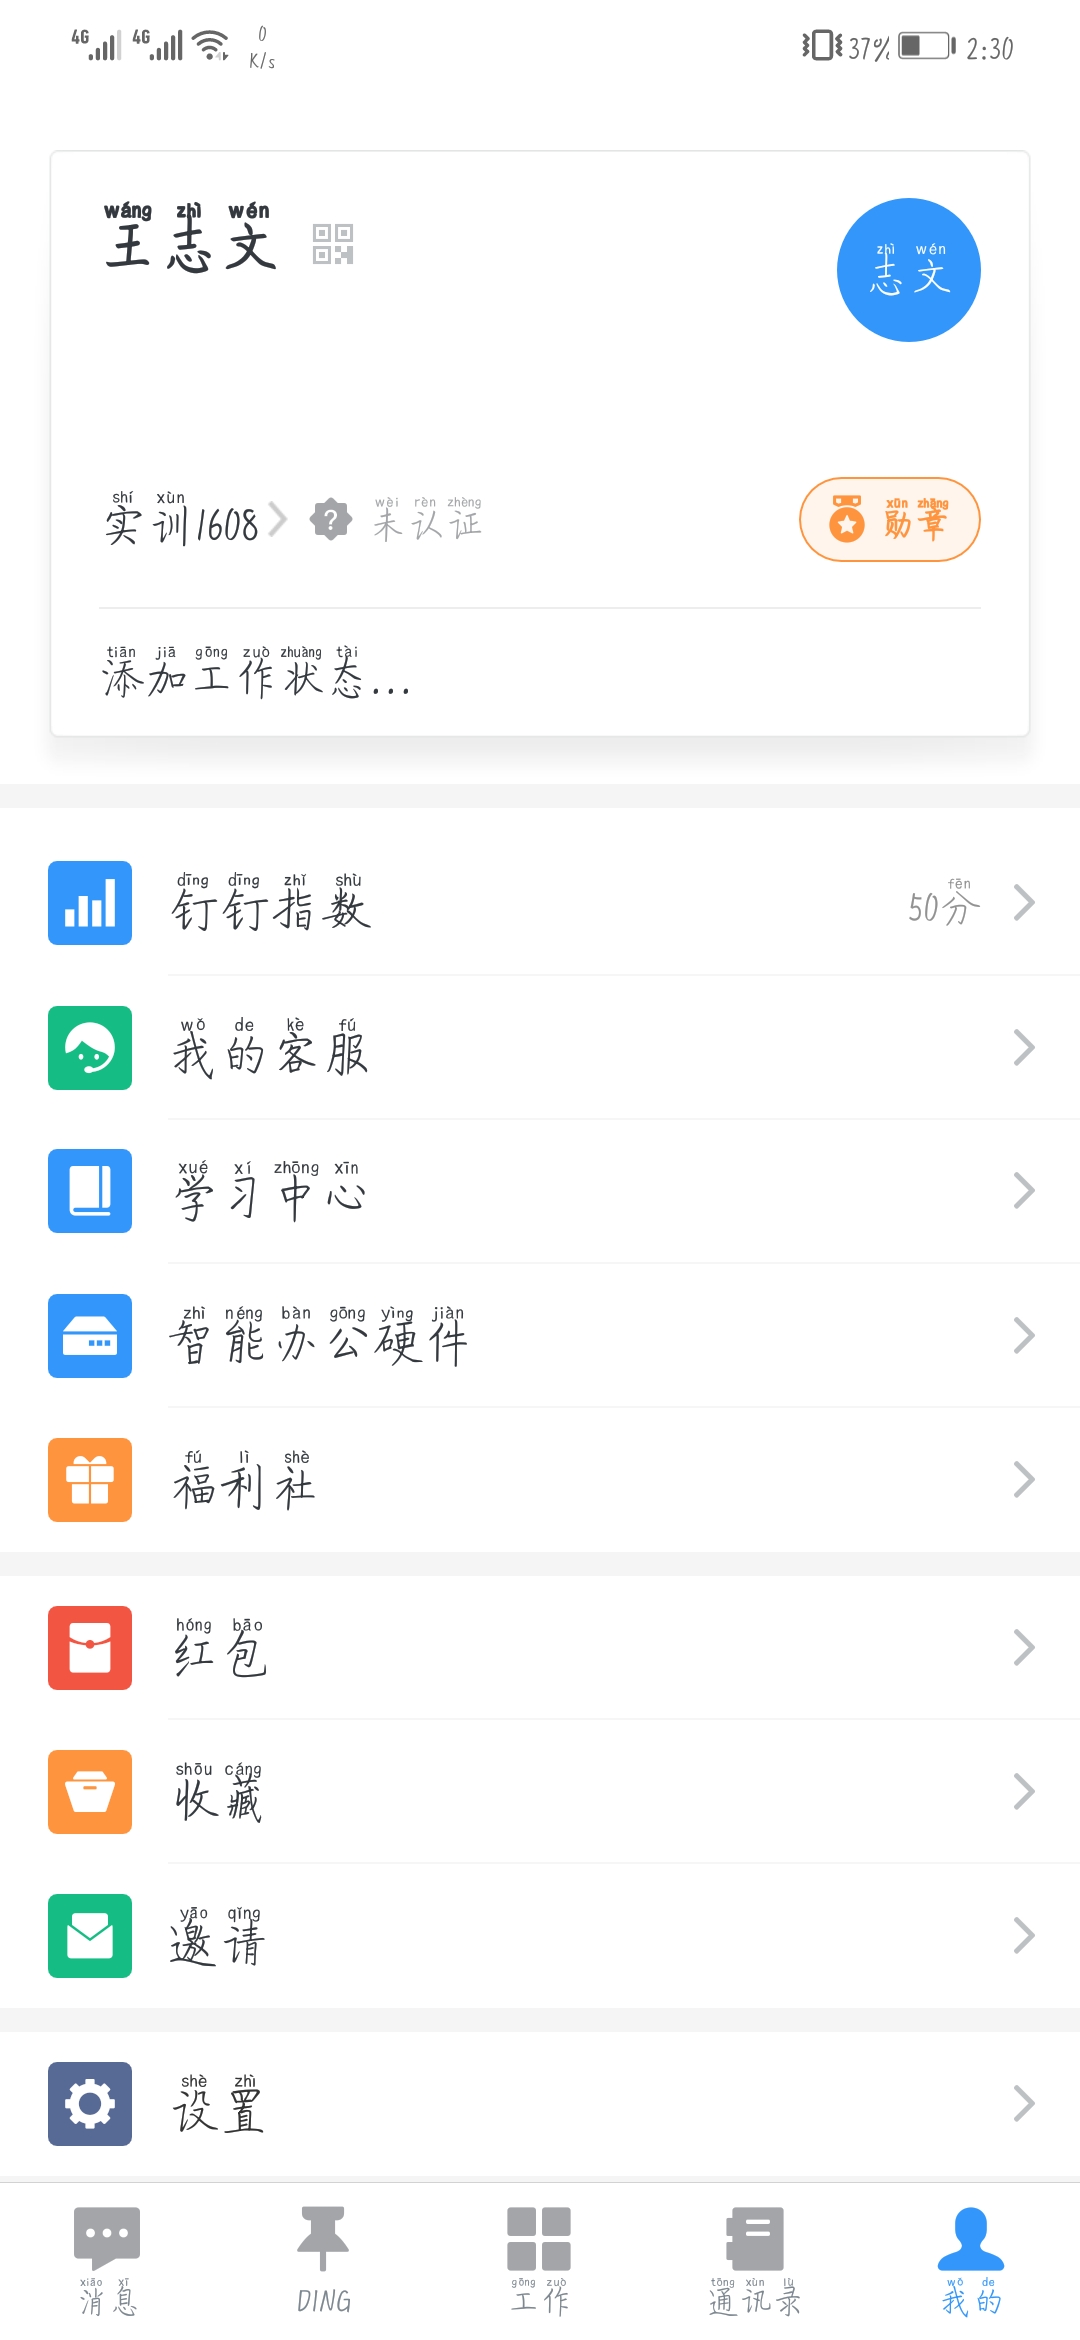 4G 4G 0 K/s 37% 2:30
wáng zhì wén
王志文
zhì wén
志文
shí xùn
实训1608
wèi rèn zhèng
未认证
xūn zhāng
勋章
tiān jiā gōng zuò zhuàng tài
添加工作状态...
dīng dīng zhǐ shù
钉钉指数
fēn
50分
wǒ de kè fú
我的客服
xué xí zhōng xīn
学习中心
zhì néng bàn gōng yìng jiàn
智能办公硬件
fú lì shè
福利社
hóng bāo
红包
shōu cáng
收藏
yāo qǐng
邀请
shè zhì
设置
xiāo xī
消息
DING
gōng zuò
工作
tōng xùn lù
通讯录
wǒ de
我的